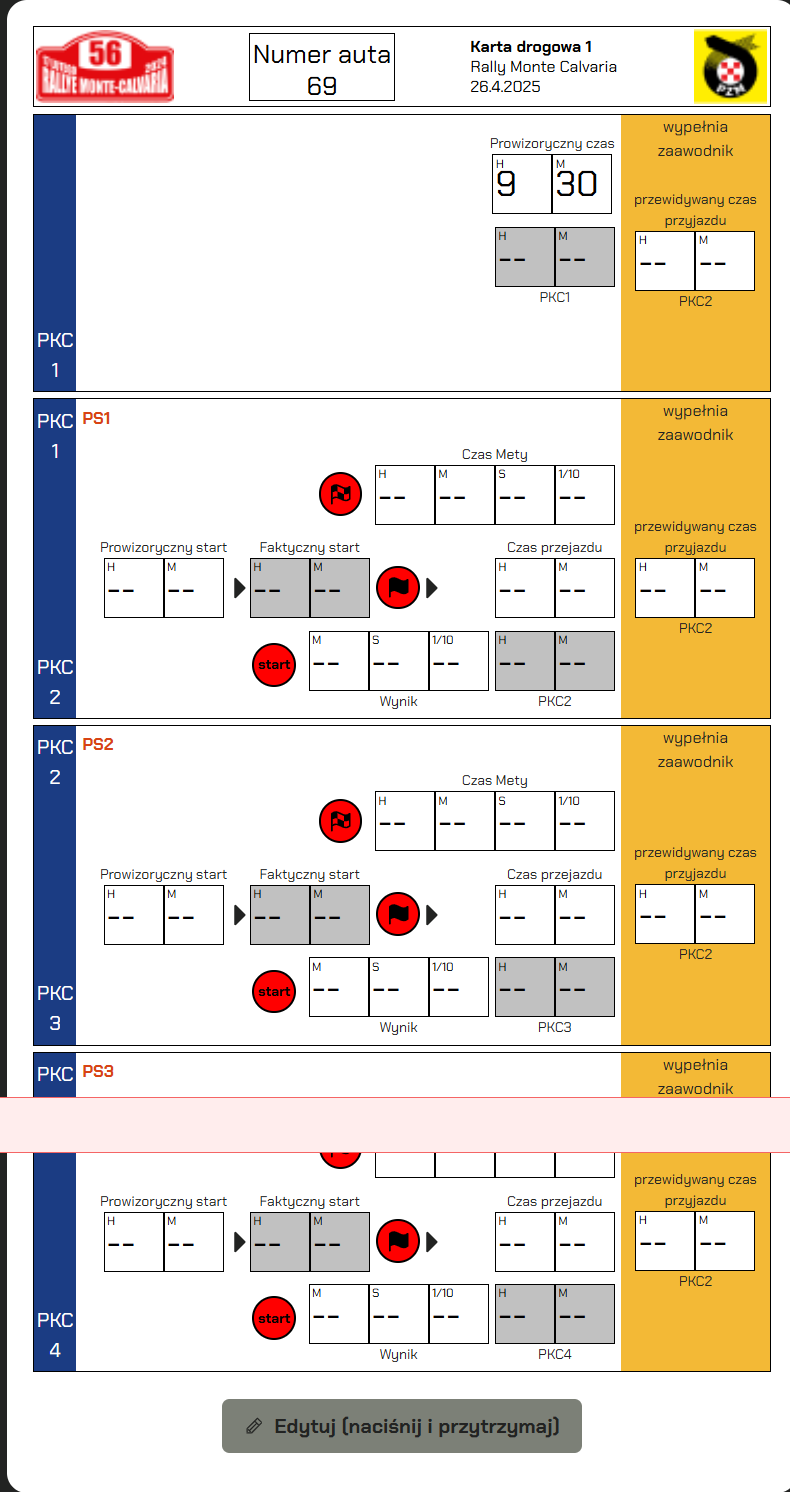 56
RALLYE MONTE-CALVARIA
Numer auta
69
Karta drogowa 1
Rally Monte Calvaria
26.4.2025
PZM
wypełnia
zaawodnik
Prowizoryczny czas
H M
9 30
przewidywany czas
przyjazdu
H M
-- --
H M
-- --
PKC1
PKC2
PKC
1
PKC
1
PS1
wypełnia
zaawodnik
Czas Mety
H M S 1/10
-- -- -- --
przewidywany czas
przyjazdu
Prowizoryczny start
Faktyczny start
Czas przejazdu
H M
-- --
H M
-- --
H M
-- --
H M
-- --
PKC2
start
M S 1/10
-- -- --
H M
-- --
Wynik
PKC2
PKC
2
PKC
2
PS2
wypełnia
zaawodnik
Czas Mety
H M S 1/10
-- -- -- --
przewidywany czas
przyjazdu
Prowizoryczny start
Faktyczny start
Czas przejazdu
H M
-- --
H M
-- --
H M
-- --
H M
-- --
PKC2
start
M S 1/10
-- -- --
H M
-- --
Wynik
PKC3
PKC
3
PKC
PS3
wypełnia
zaawodnik
przewidywany czas
przyjazdu
Prowizoryczny start
Faktyczny start
Czas przejazdu
H M
-- --
H M
-- --
H M
-- --
H M
-- --
PKC2
start
M S 1/10
-- -- --
H M
-- --
Wynik
PKC4
PKC
4
Edytuj (naciśnij i przytrzymaj)